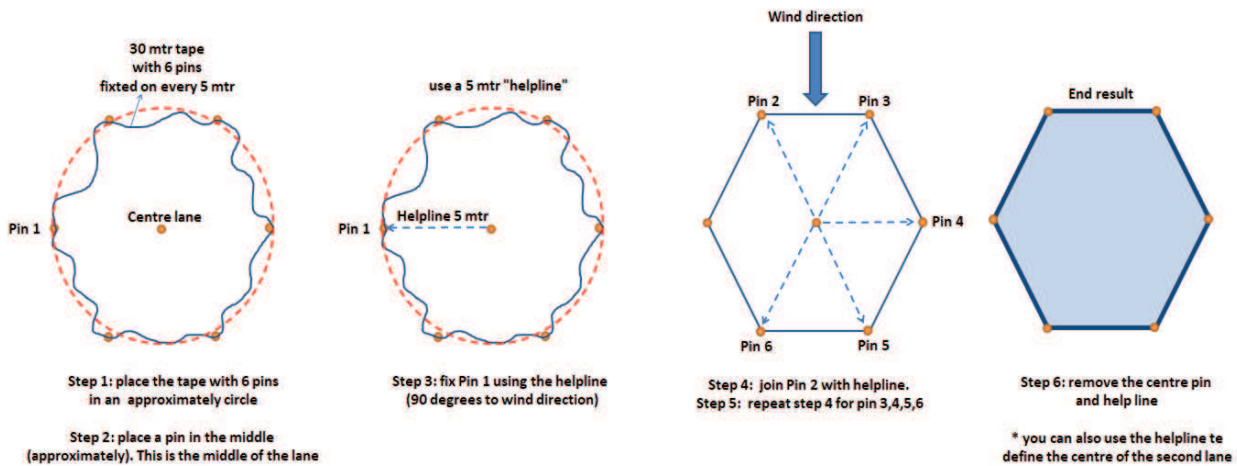 30 mtr tape
with 6 pins
fixted on every 5 mtr
Pin 1
Centre lane
Step 1: place the tape with 6 pins
in an approximately circle
Step 2: place a pin in the middle
(approximately). This is the middle of the lane
use a 5 mtr "helpline"
Pin 1
Helpline 5 mtr
Step 3: fix Pin 1 using the helpline
(90 degrees to wind direction)
Wind direction
Pin 2
Pin 3
Pin 4
Pin 6
Pin 5
Step 4: join Pin 2 with helpline.
Step 5: repeat step 4 for pin 3,4,5,6
End result
Step 6: remove the centre pin
and help line
* you can also use the helpline te
define the centre of the second lane